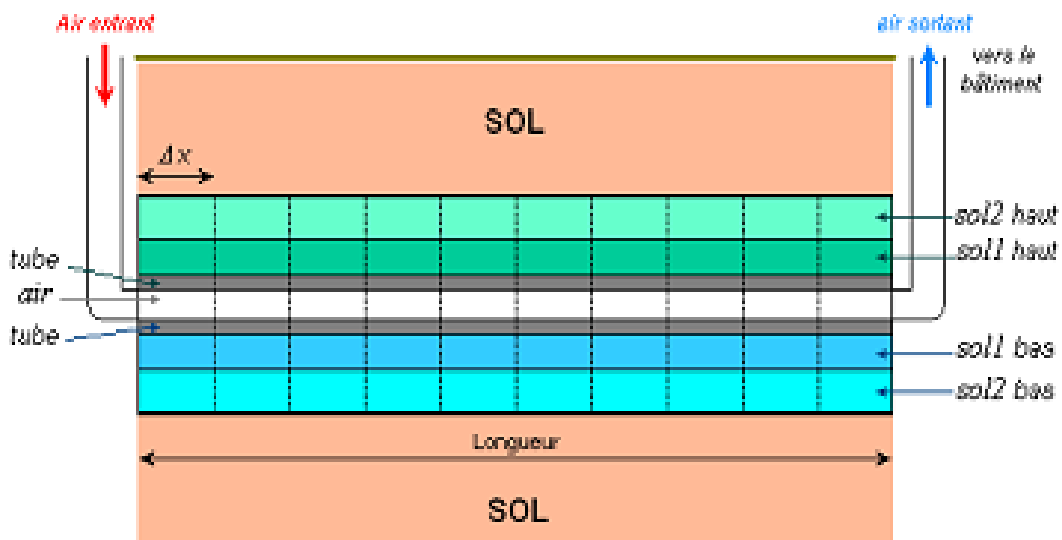 Air entrant
air sortant
vers le
bâtiment
SOL
Δx
sol2 haut
sol1 haut
tube
air
tube
sol1 bas
sol2 bas
Longueur
SOL